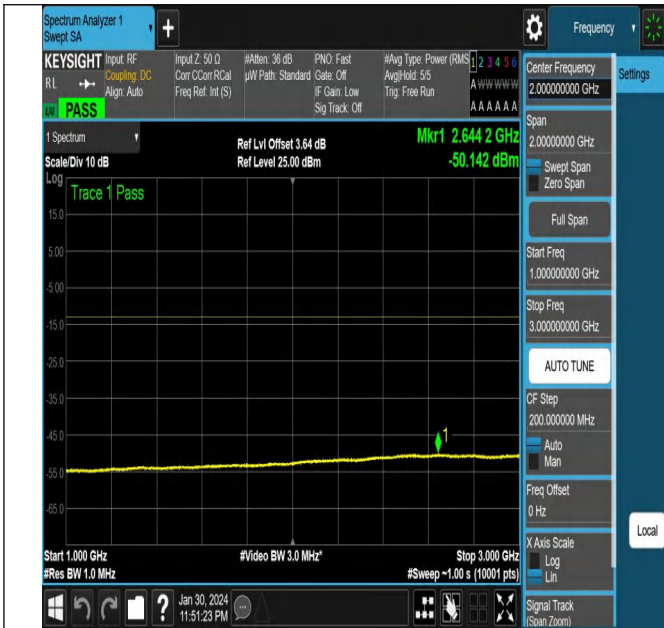 Spectrum Analyzer 1
Swept SA
+
Frequency
KEYSIGHT
RL
PASS
Input: RF
Coupling: DC
Align: Auto
Input Z: 50 Ω
Corr CCorr RCal
Freq Ref: Int (S)
#Atten: 36 dB
µW Path: Standard
PNO: Fast
Gate: Off
IF Gain: Low
Sig Track: Off
#Avg Type: Power (RMS
Avg|Hold: 5/5
Trig: Free Run
1 2 3 4 5 6
A W W W W W
A A A A A A
1 Spectrum
Scale/Div 10 dB
Log
Ref Lvl Offset 3.64 dB
Ref Level 25.00 dBm
Mkr1 2.644 2 GHz
-50.142 dBm
Trace 1 Pass
15.0
5.00
-5.00
-15.0
-25.0
-35.0
-45.0
-55.0
-65.0
1
Start 1.000 GHz
#Res BW 1.0 MHz
#Video BW 3.0 MHz*
Stop 3.000 GHz
#Sweep ~1.00 s (10001 pts)
?
Jan 30, 2024
11:51:23 PM
Center Frequency
2.000000000 GHz
Settings
Span
2.00000000 GHz
Swept Span
Zero Span
Full Span
Start Freq
1.000000000 GHz
Stop Freq
3.000000000 GHz
AUTO TUNE
CF Step
200.000000 MHz
Auto
Man
Freq Offset
0 Hz
X Axis Scale
Log
Lin
Local
Signal Track
(Span Zoom)